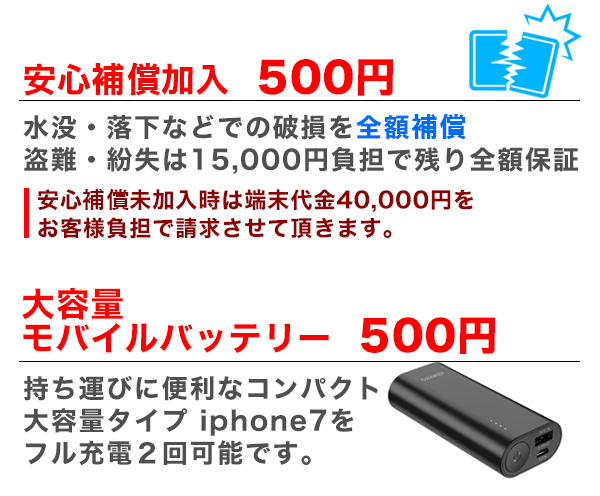 安心補償加入 500円
水没・落下などでの破損を全額補償
盗難・紛失は15,000円負担で残り全額保証
安心補償未加入時は端末代金40,000円を
お客様負担で請求させて頂きます。
大容量
モバイルバッテリー 500円
持ち運びに便利なコンパクト
大容量タイプ iphone7を
フル充電２回可能です。